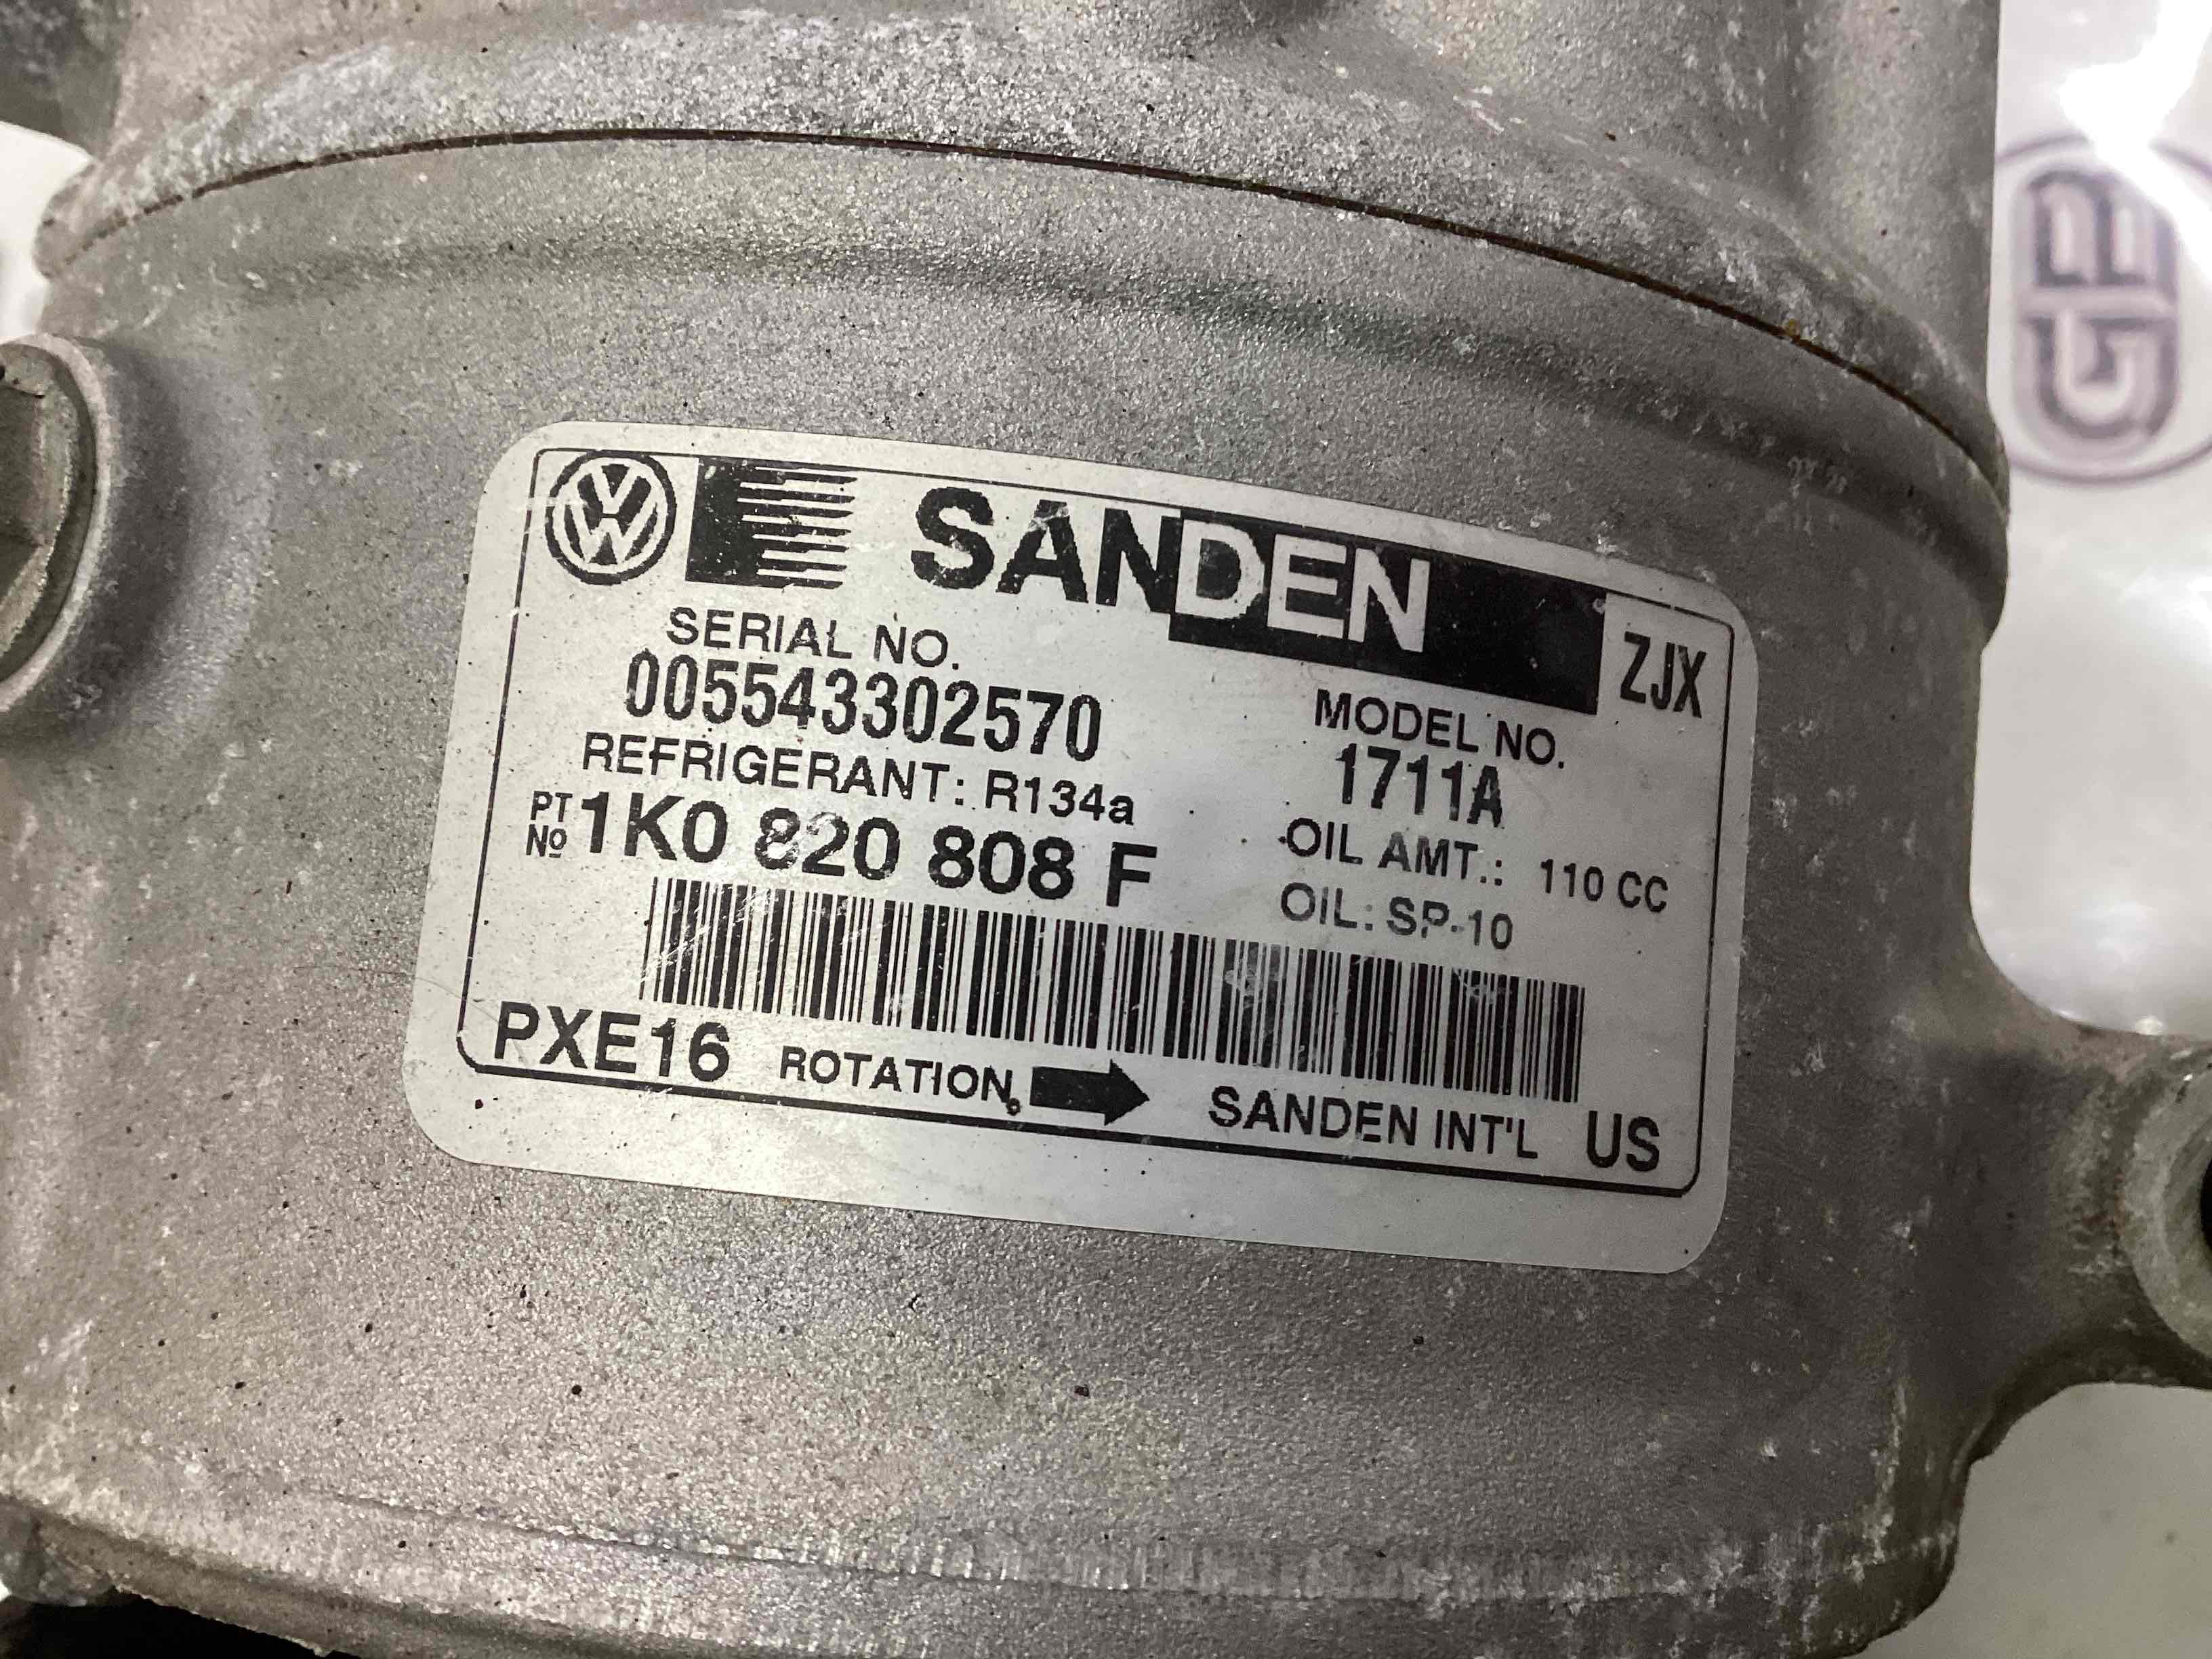 SANDEN
ZJX
SERIAL NO.
005543302570
MODEL NO.
1711A
REFRIGERANT: R134a
OIL AMT.: 110 CC
PT No 1K0 820 808 F
OIL: SP-10
PXE16 ROTATION
SANDEN INT'L US